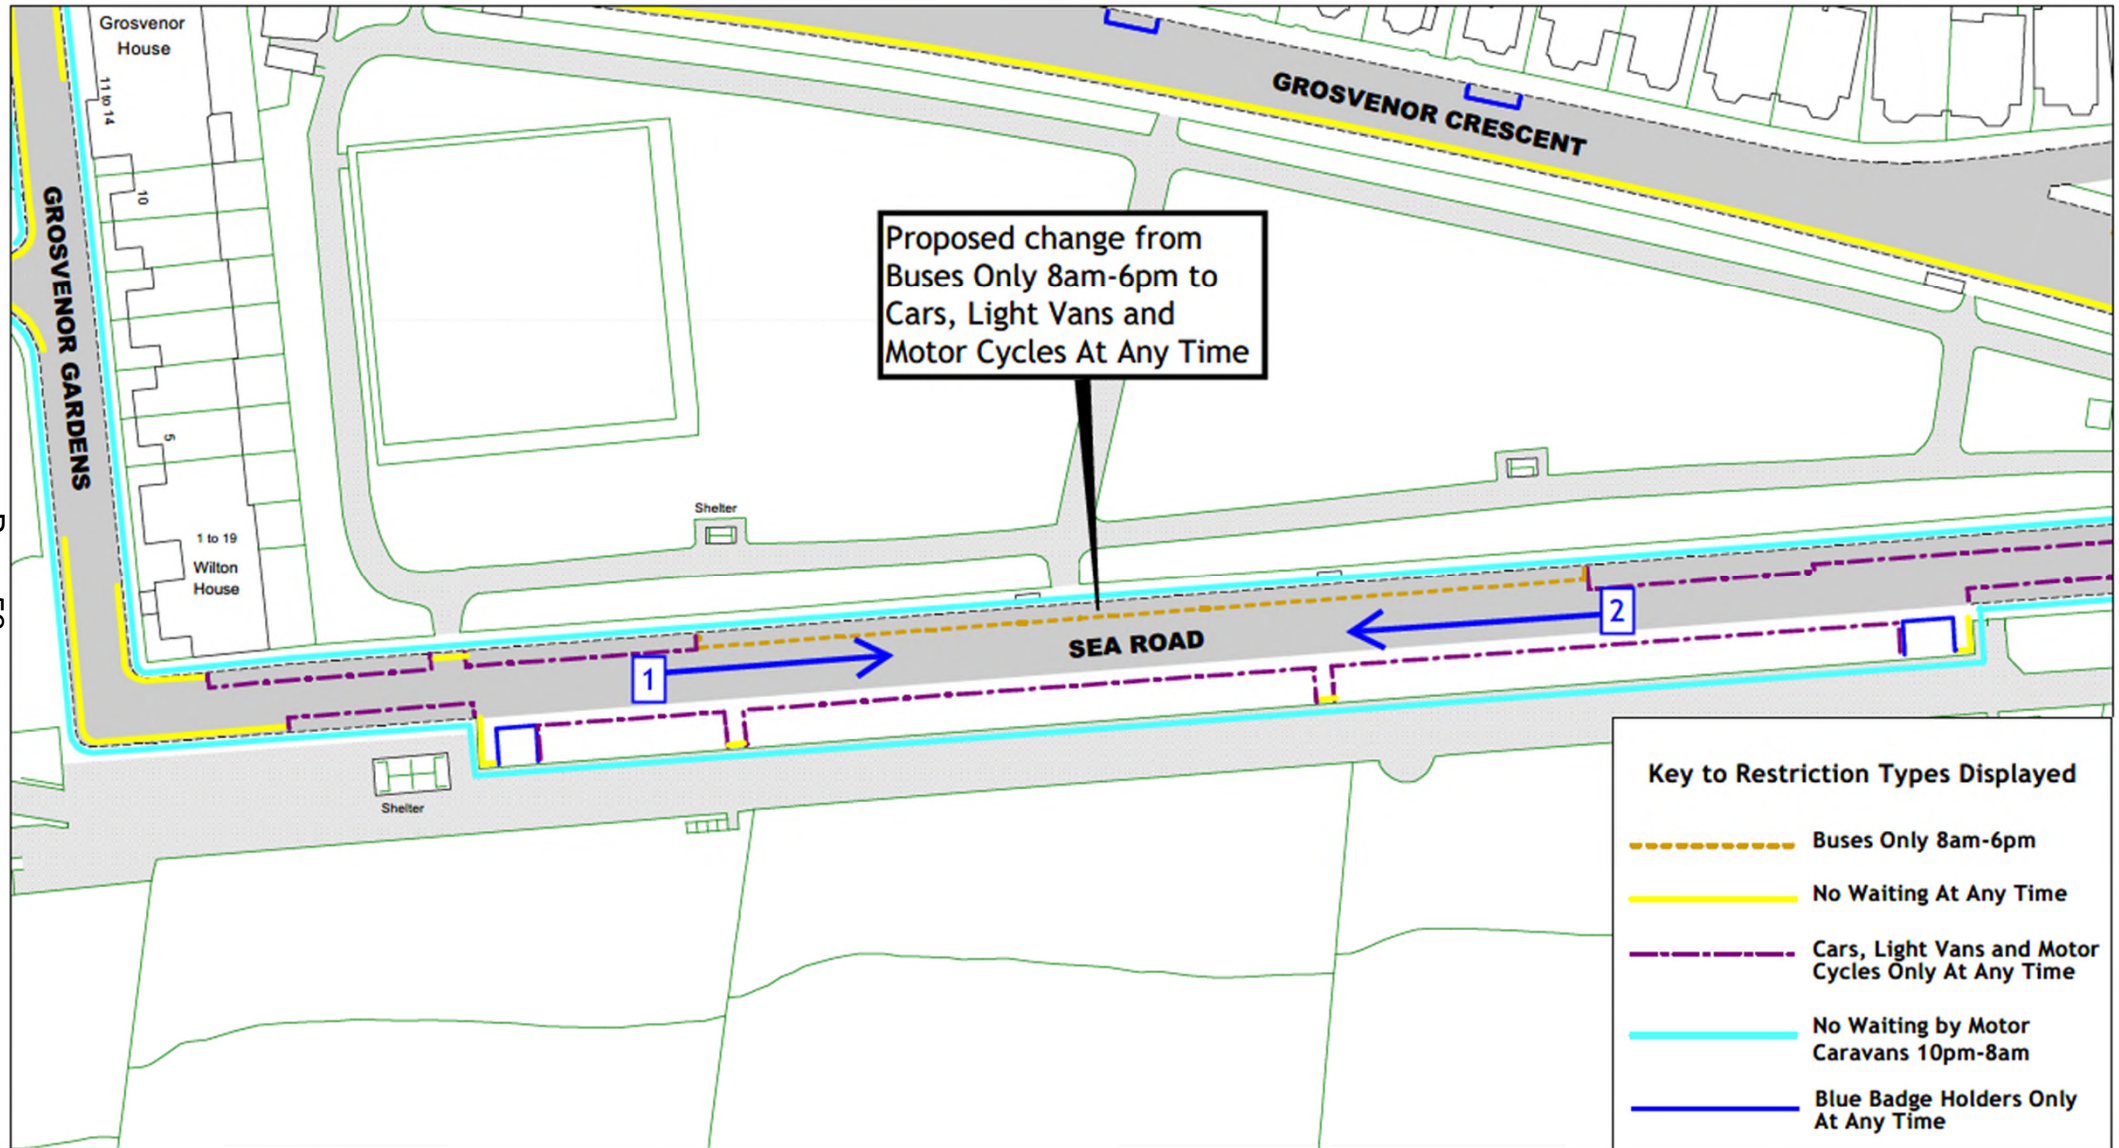 Grosvenor
House
11 to 14
10
GROSVENOR GARDENS
5
1 to 19
Wilton
House
GROSVENOR CRESCENT
Proposed change from
Buses Only 8am-6pm to
Cars, Light Vans and
Motor Cycles At Any Time
Shelter
SEA ROAD
1
2
Shelter
Key to Restriction Types Displayed
Buses Only 8am-6pm
No Waiting At Any Time
Cars, Light Vans and Motor
Cycles Only At Any Time
No Waiting by Motor
Caravans 10pm-8am
Blue Badge Holders Only
At Any Time